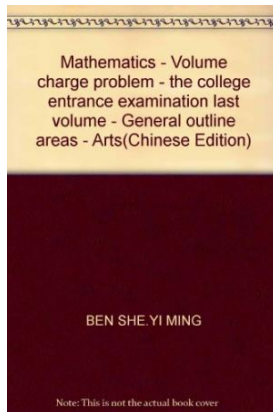 Mathematics - Volume
charge problem - the college
entrance examination last
volume - General outline
areas - Arts(Chinese Edition)
BEN SHE.YI MING
Note: This is not the actual book cover